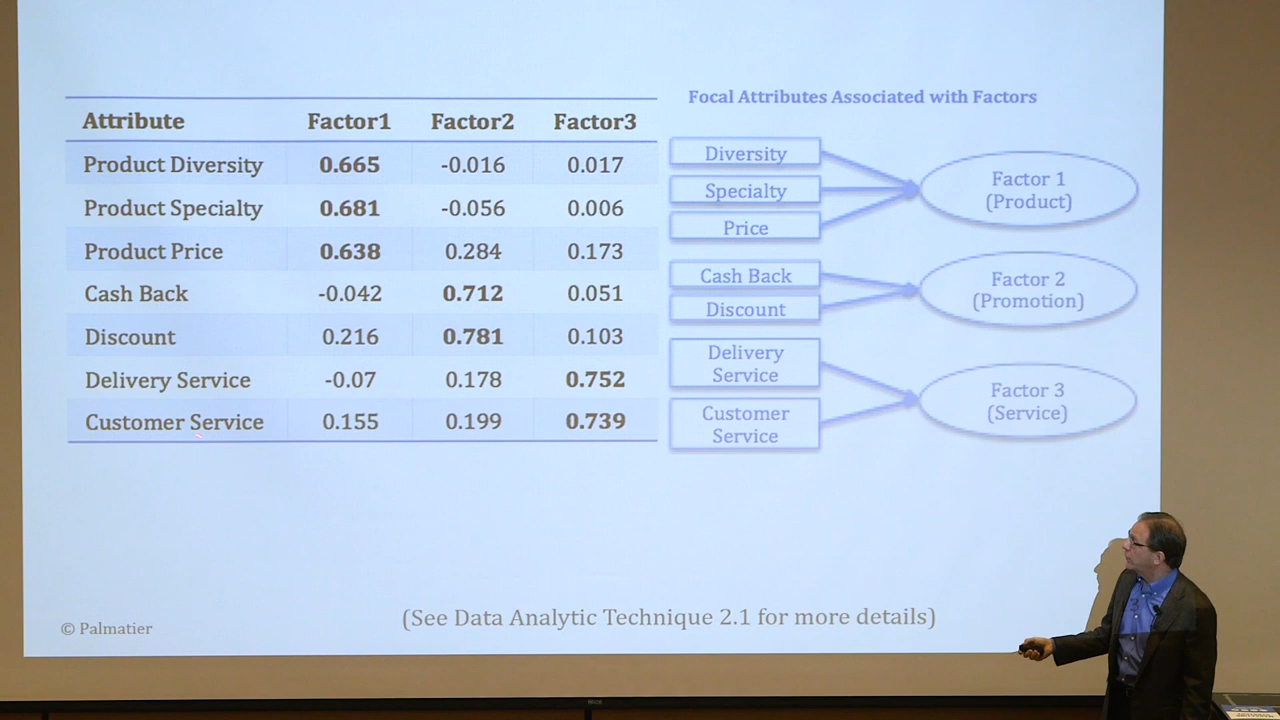 Focal Attributes Associated with Factors
Attribute Factor1 Factor2 Factor3
Product Diversity 0.665 -0.016 0.017
Product Specialty 0.681 -0.056 0.006
Product Price 0.638 0.284 0.173
Cash Back -0.042 0.712 0.051
Discount 0.216 0.781 0.103
Delivery Service -0.07 0.178 0.752
Customer Service 0.155 0.199 0.739
Diversity
Specialty
Price
Factor 1
(Product)
Cash Back
Discount
Factor 2
(Promotion)
Delivery
Service
Customer
Service
Factor 3
(Service)
(See Data Analytic Technique 2.1 for more details)
© Palmatier